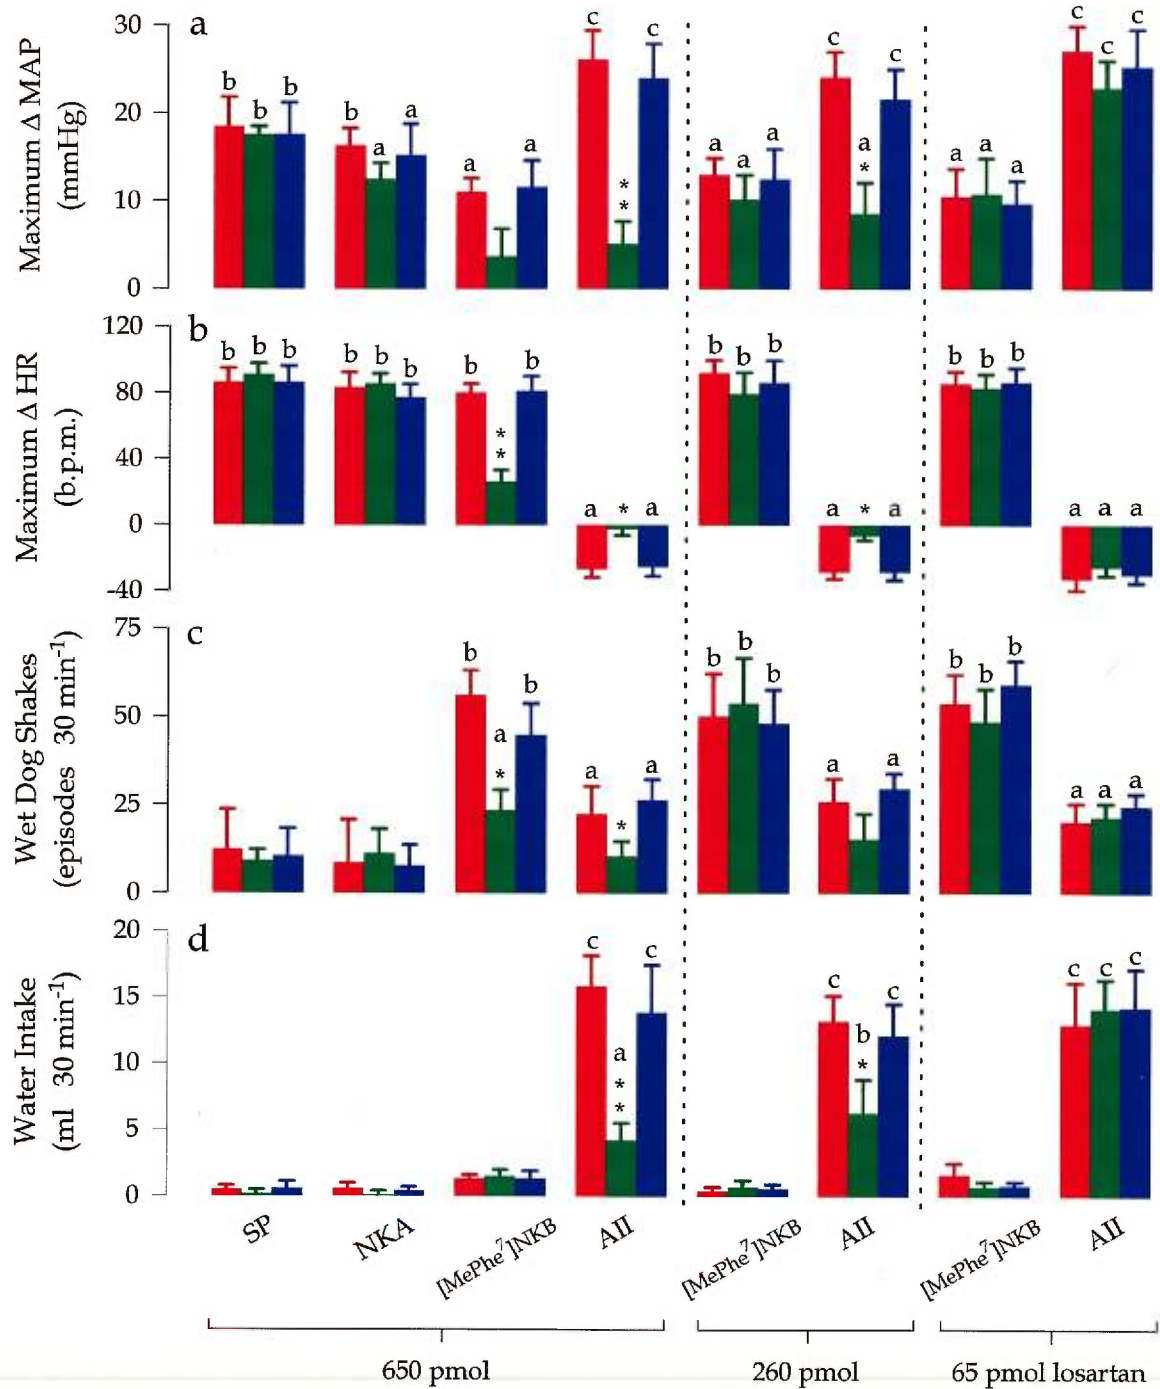 a
Maximum Δ MAP
(mmHg)
30
20
10
0
b b b
b a a
a a
c * * c
a a a
c a * c
a a a
c c c
b
Maximum Δ HR
(b.p.m.)
120
80
40
0
-40
b b b
b b b
b * * b
a * a
b b b
a * a
b b b
a a a
c
Wet Dog Shakes
(episodes 30 min⁻¹)
75
50
25
0
b a * b
a * a
b b b
a a
b b b
a a a
d
Water Intake
(ml 30 min⁻¹)
20
15
10
5
0
c a * * * c
c b * c
c c c
SP NKA [MePhe⁷]NKB AII [MePhe⁷]NKB AII [MePhe⁷]NKB AII
650 pmol 260 pmol 65 pmol losartan